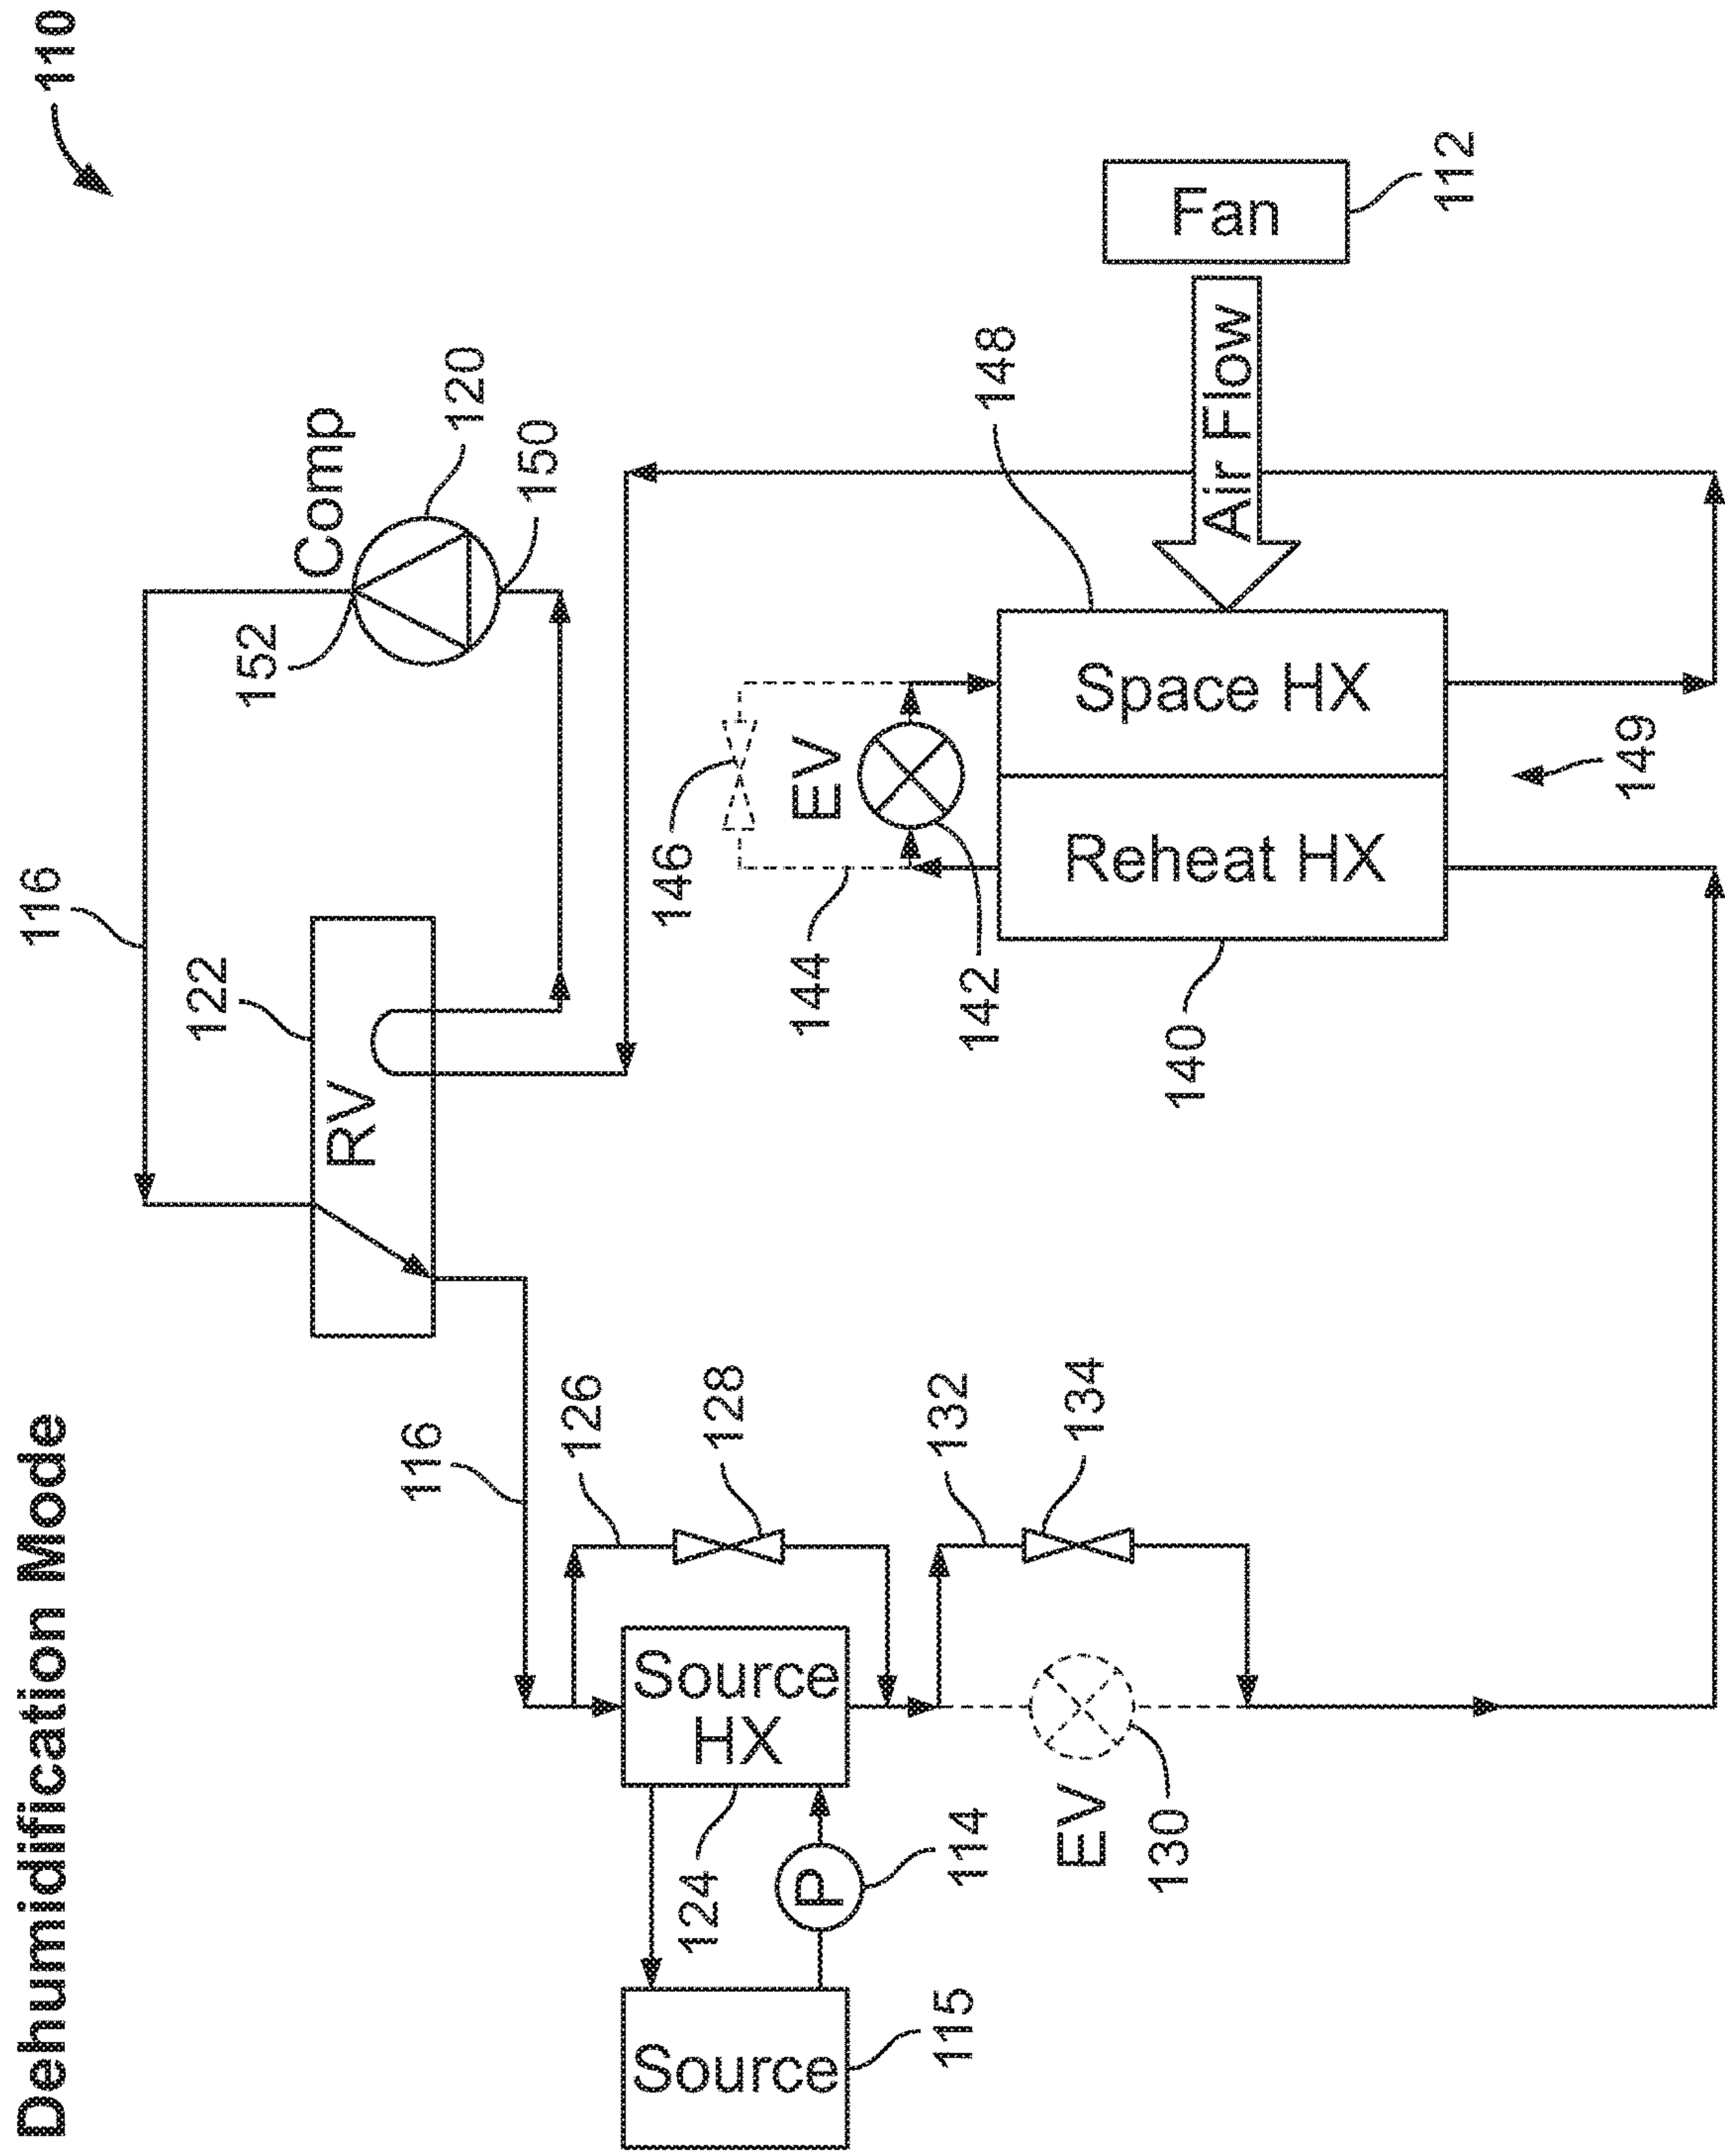 Dehumidification Mode
110
116
Comp
152
120
150
122
RV
116
126
128
132
134
Source
HX
124
P
114
Source
115
EV
130
146
EV
144
142
148
Space HX
Reheat HX
140
149
Air Flow
Fan
112